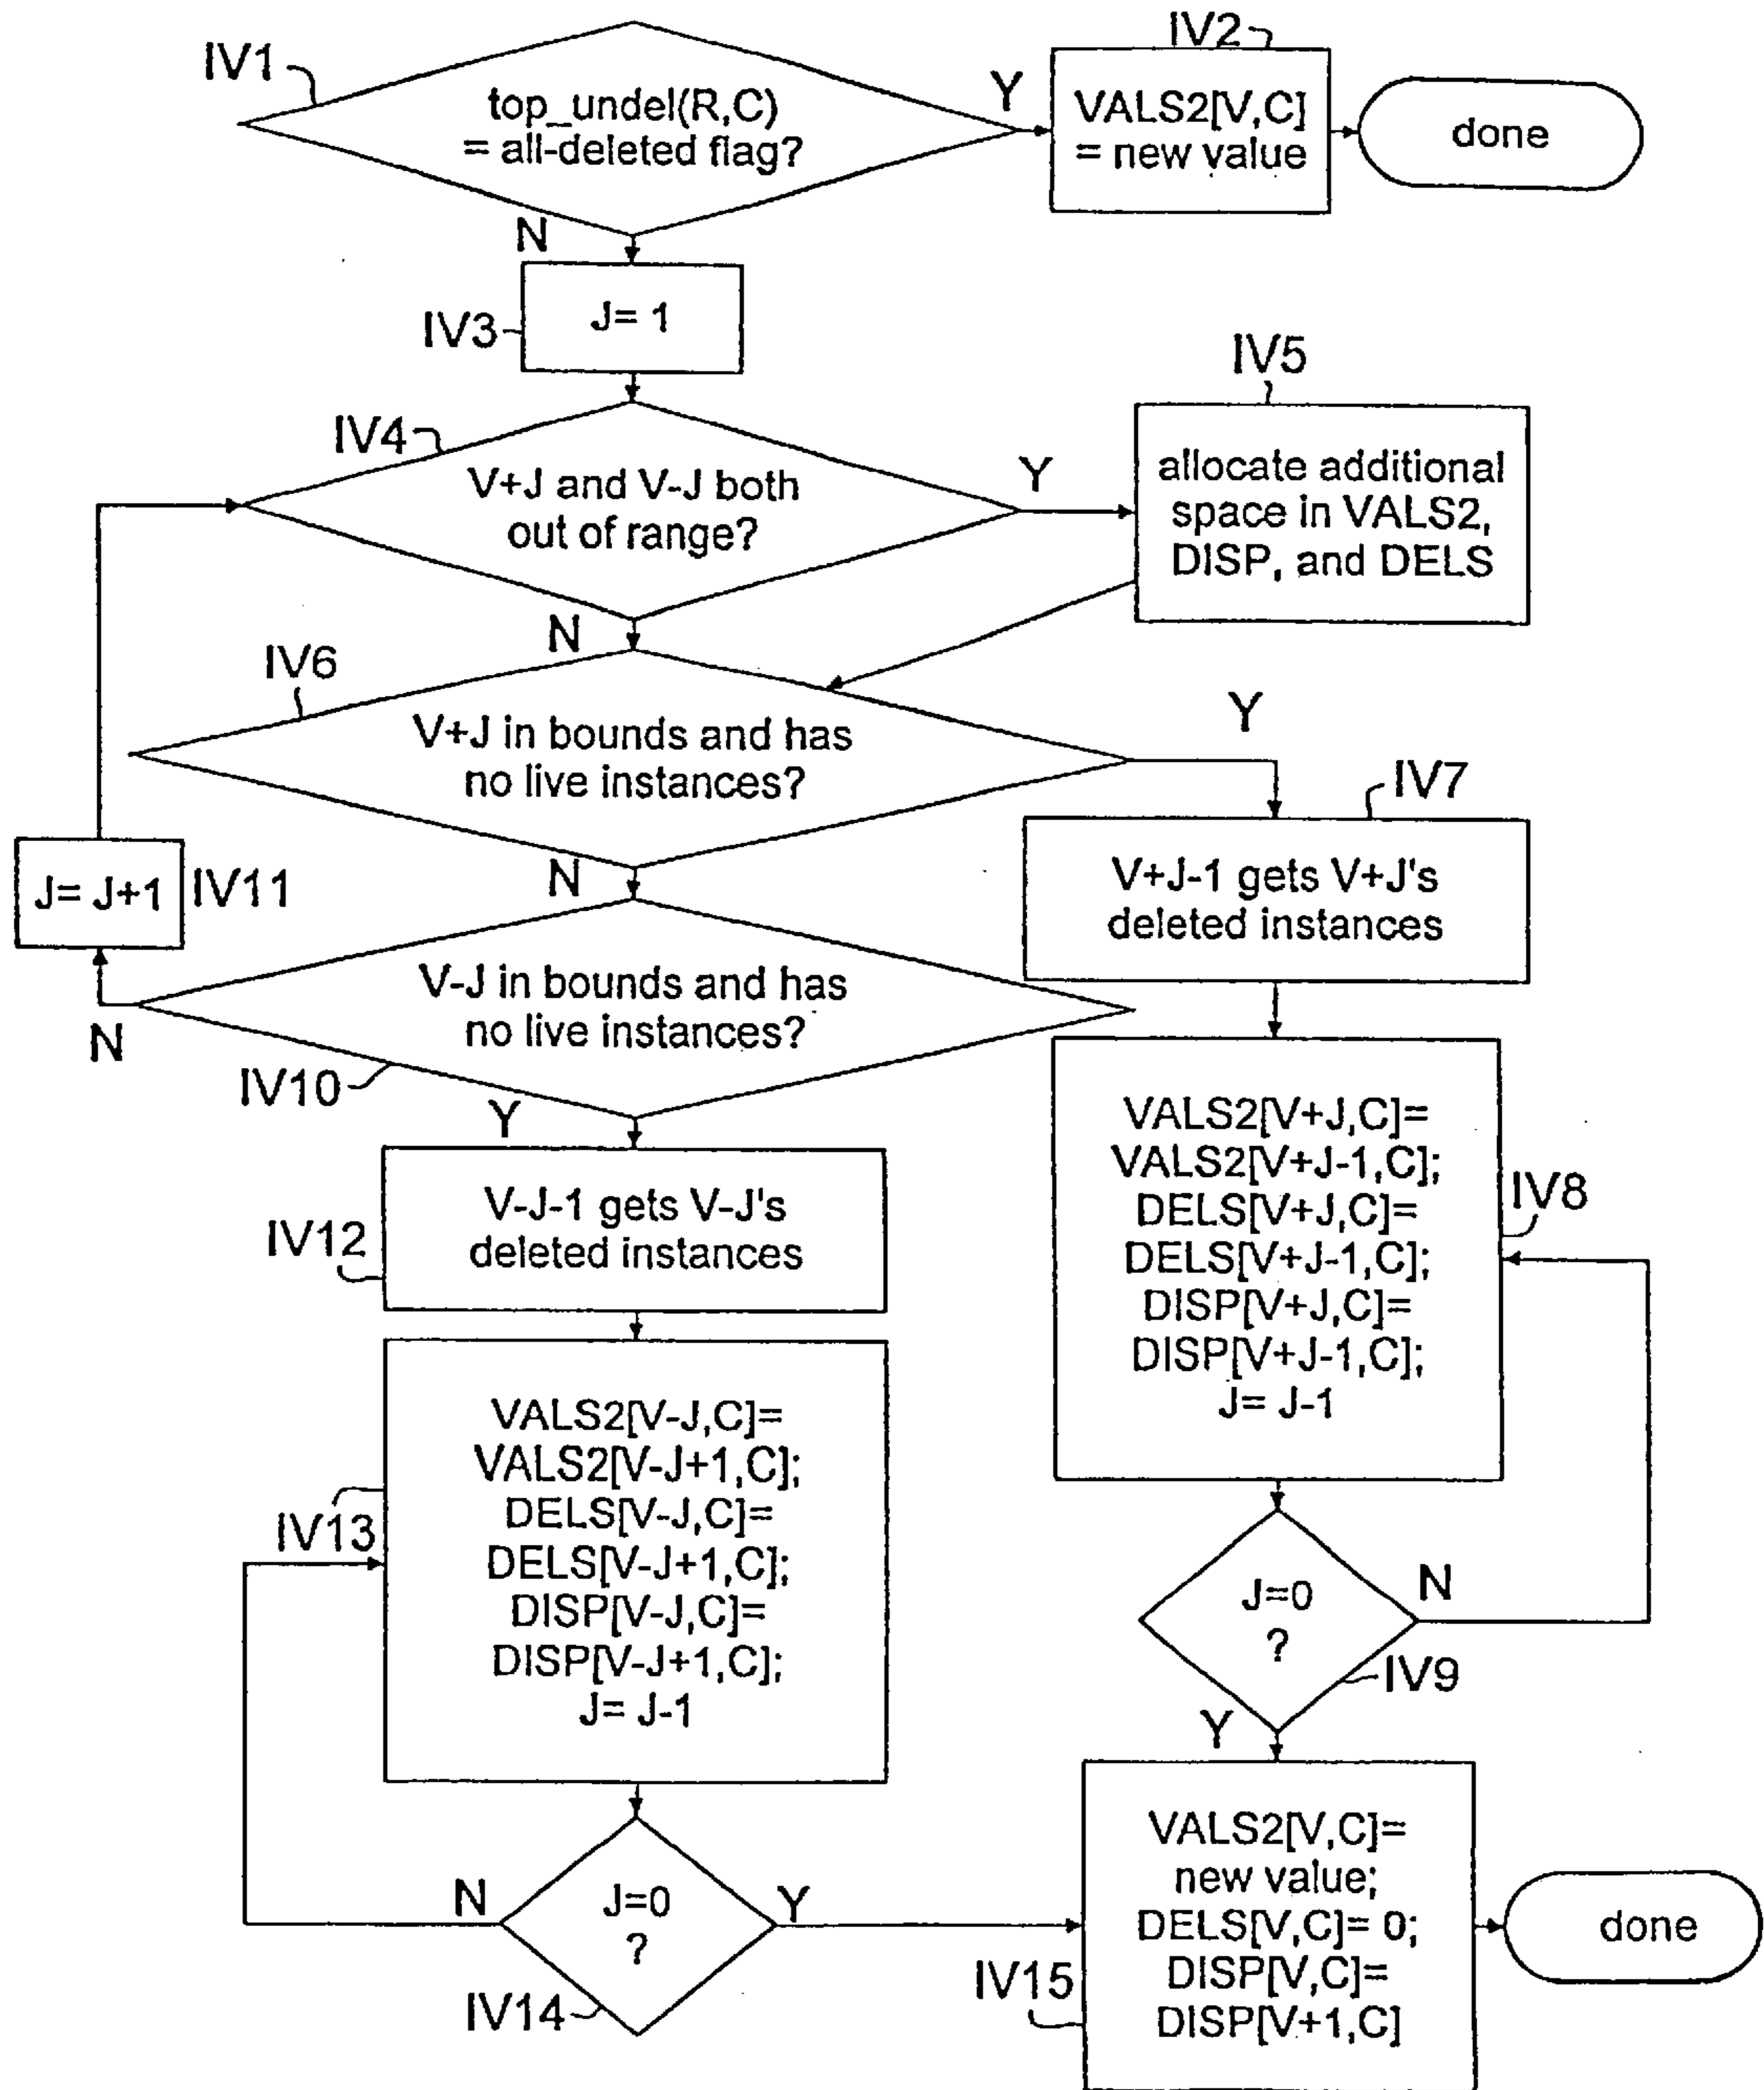 IV1
top_undel(R,C)
= all-deleted flag?
Y
IV2
VALS2[V,C]
= new value
done
N
IV3
J= 1
IV4
V+J and V-J both
out of range?
Y
IV5
allocate additional
space in VALS2,
DISP, and DELS
N
IV6
V+J in bounds and has
no live instances?
Y
IV7
V+J-1 gets V+J's
deleted instances
N
J= J+1
IV11
V-J in bounds and has
no live instances?
N
IV10
Y
VALS2[V+J,C]=
VALS2[V+J-1,C];
DELS[V+J,C]=
DELS[V+J-1,C];
DISP[V+J,C]=
DISP[V+J-1,C];
J= J-1
IV8
V-J-1 gets V-J's
deleted instances
IV12
VALS2[V-J,C]=
VALS2[V-J+1,C];
DELS[V-J,C]=
DELS[V-J+1,C];
DISP[V-J,C]=
DISP[V-J+1,C];
J= J-1
IV13
J=0
?
N
IV9
Y
J=0
?
N
Y
IV14
VALS2[V,C]=
new value;
DELS[V,C]= 0;
DISP[V,C]=
DISP[V+1,C]
IV15
done